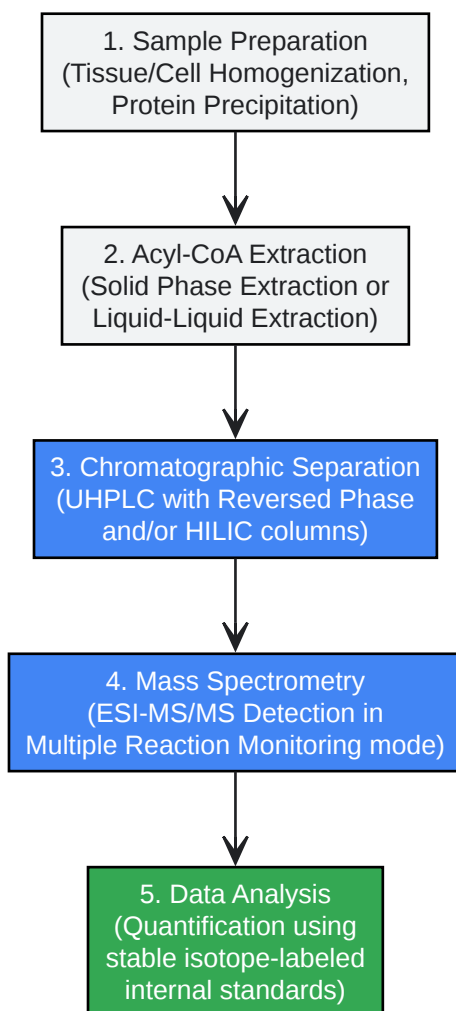 1. Sample Preparation
(Tissue/Cell Homogenization,
Protein Precipitation)
2. Acyl-CoA Extraction
(Solid Phase Extraction or
Liquid-Liquid Extraction)
3. Chromatographic Separation
(UHPLC with Reversed Phase
and/or HILIC columns)
4. Mass Spectrometry
(ESI-MS/MS Detection in
Multiple Reaction Monitoring mode)
5. Data Analysis
(Quantification using
stable isotope-labeled
internal standards)